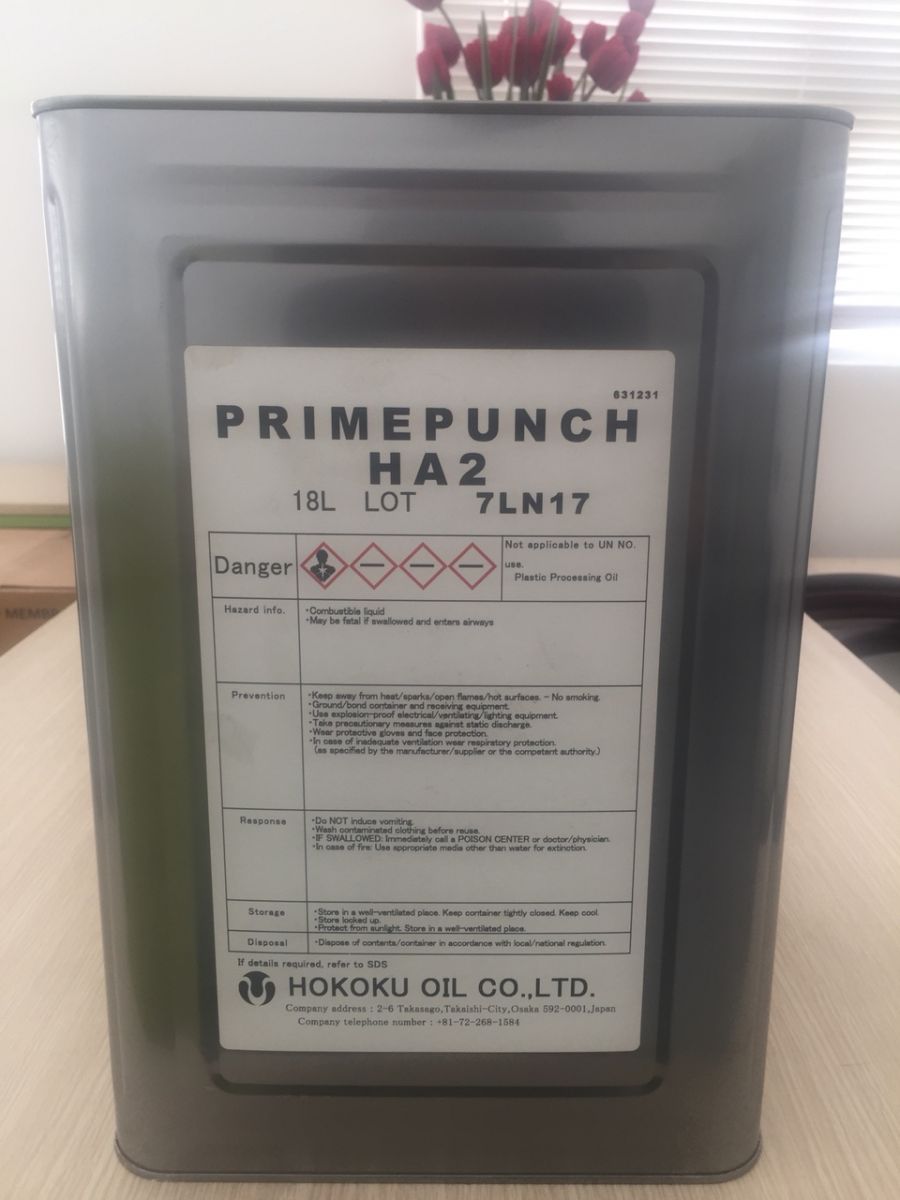 631231
PRIMEPUNCH
HA2
18L LOT 7LN17
Danger
Not applicable to UN NO.
use.
Plastic Processing Oil
Hazard info.
・Combustible liquid
・May be fatal if swallowed and enters airways
Prevention
・Keep away from heat/sparks/open flames/hot surfaces. - No smoking.
・Ground/bond container and receiving equipment.
・Use explosion-proof electrical/ventilating/lighting equipment.
・Take precautionary measures against static discharge.
・Wear protective gloves and face protection.
・In case of inadequate ventilation wear respiratory protection.
(as specified by the manufacturer/supplier or the competent authority.)
Response
・Do NOT induce vomiting.
・Wash contaminated clothing before reuse.
・IF SWALLOWED: Immediately call a POISON CENTER or doctor/physician.
・In case of fire: Use appropriate media other than water for extinction.
Storage
・Store in a well-ventilated place. Keep container tightly closed. Keep cool.
・Store locked up.
・Protect from sunlight. Store in a well-ventilated place.
Disposal
・Dispose of contents/container in accordance with local/national regulation.
If details required, refer to SDS
HOKOKU OIL CO.,LTD.
Company address : 2-6 Takasago,Takaishi-City,Osaka 592-0001,Japan
Company telephone number : +81-72-268-1584